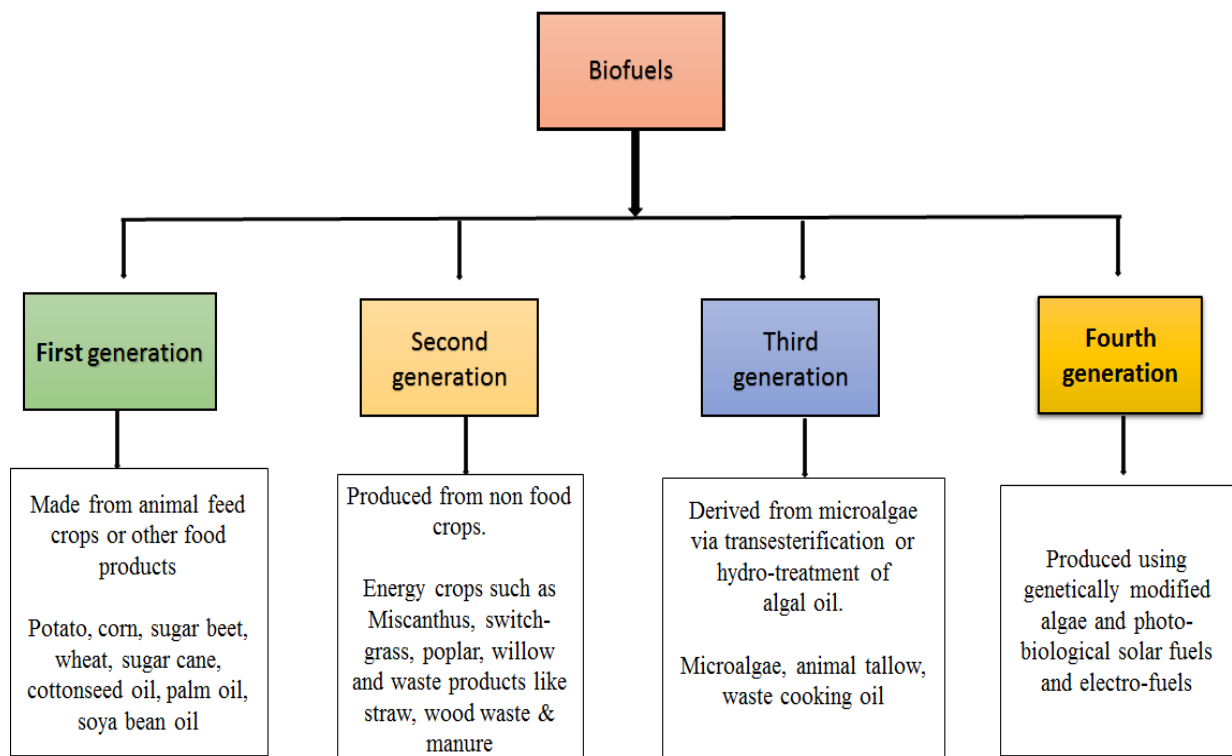 Biofuels
First generation
Second
generation
Third
generation
Fourth
generation
Made from animal feed
crops or other food
products
Potato, corn, sugar beet,
wheat, sugar cane,
cottonseed oil, palm oil,
soya bean oil
Produced from non food
crops.
Energy crops such as
Miscanthus, switch-
grass, poplar, willow
and waste products like
straw, wood waste &
manure
Derived from microalgae
via transesterification or
hydro-treatment of
algal oil.
Microalgae, animal tallow,
waste cooking oil
Produced using
genetically modified
algae and photo-
biological solar fuels
and electro-fuels